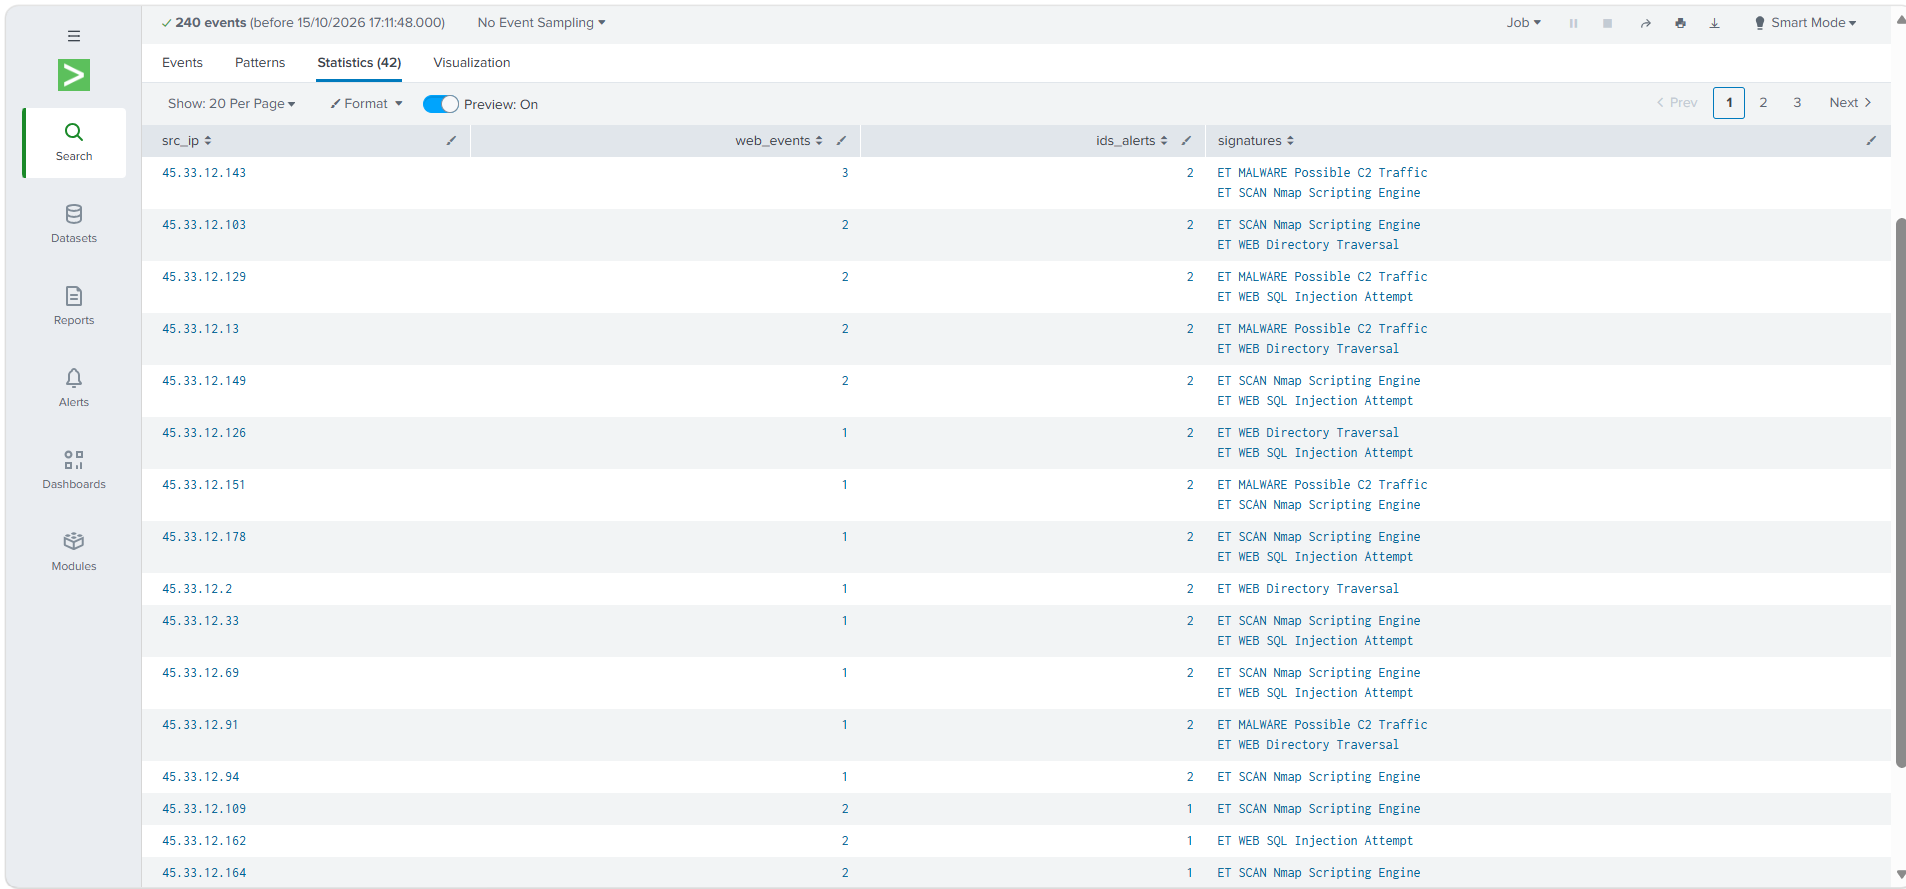 240 events (before 15/10/2026 17:11:48.000) No Event Sampling Job Smart Mode
Events Patterns Statistics (42) Visualization
Show: 20 Per Page Format Preview: On < Prev 1 2 3 Next >
src_ip web_events ids_alerts signatures
45.33.12.143 3 2 ET MALWARE Possible C2 Traffic
ET SCAN Nmap Scripting Engine
45.33.12.103 2 2 ET SCAN Nmap Scripting Engine
ET WEB Directory Traversal
45.33.12.129 2 2 ET MALWARE Possible C2 Traffic
ET WEB SQL Injection Attempt
45.33.12.13 2 2 ET MALWARE Possible C2 Traffic
ET WEB Directory Traversal
45.33.12.149 2 2 ET SCAN Nmap Scripting Engine
ET WEB SQL Injection Attempt
45.33.12.126 1 2 ET WEB Directory Traversal
ET WEB SQL Injection Attempt
45.33.12.151 1 2 ET MALWARE Possible C2 Traffic
ET SCAN Nmap Scripting Engine
45.33.12.178 1 2 ET SCAN Nmap Scripting Engine
ET WEB SQL Injection Attempt
45.33.12.2 1 2 ET WEB Directory Traversal
45.33.12.33 1 2 ET SCAN Nmap Scripting Engine
ET WEB SQL Injection Attempt
45.33.12.69 1 2 ET SCAN Nmap Scripting Engine
ET WEB SQL Injection Attempt
45.33.12.91 1 2 ET MALWARE Possible C2 Traffic
ET WEB Directory Traversal
45.33.12.94 1 2 ET SCAN Nmap Scripting Engine
45.33.12.109 2 1 ET SCAN Nmap Scripting Engine
45.33.12.162 2 1 ET WEB SQL Injection Attempt
45.33.12.164 2 1 ET SCAN Nmap Scripting Engine
Search
Datasets
Reports
Alerts
Dashboards
Modules